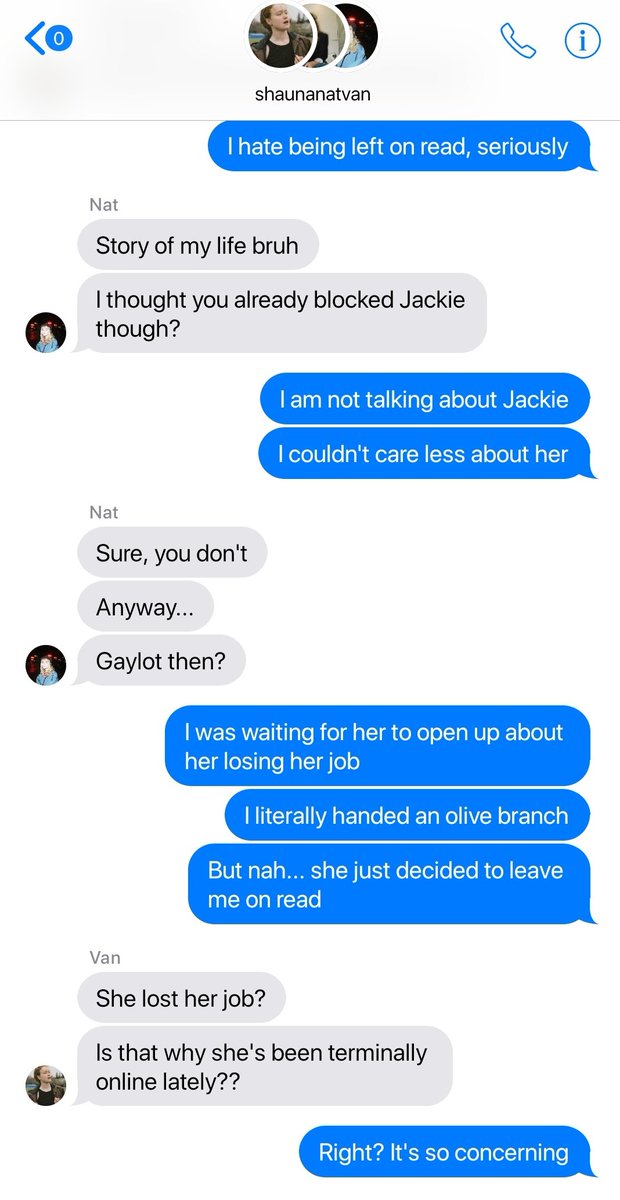 0
shaunanatvan
I hate being left on read, seriously
Nat
Story of my life bruh
I thought you already blocked Jackie
though?
I am not talking about Jackie
I couldn't care less about her
Nat
Sure, you don't
Anyway...
Gaylot then?
I was waiting for her to open up about
her losing her job
I literally handed an olive branch
But nah... she just decided to leave
me on read
Van
She lost her job?
Is that why she's been terminally
online lately??
Right? It's so concerning